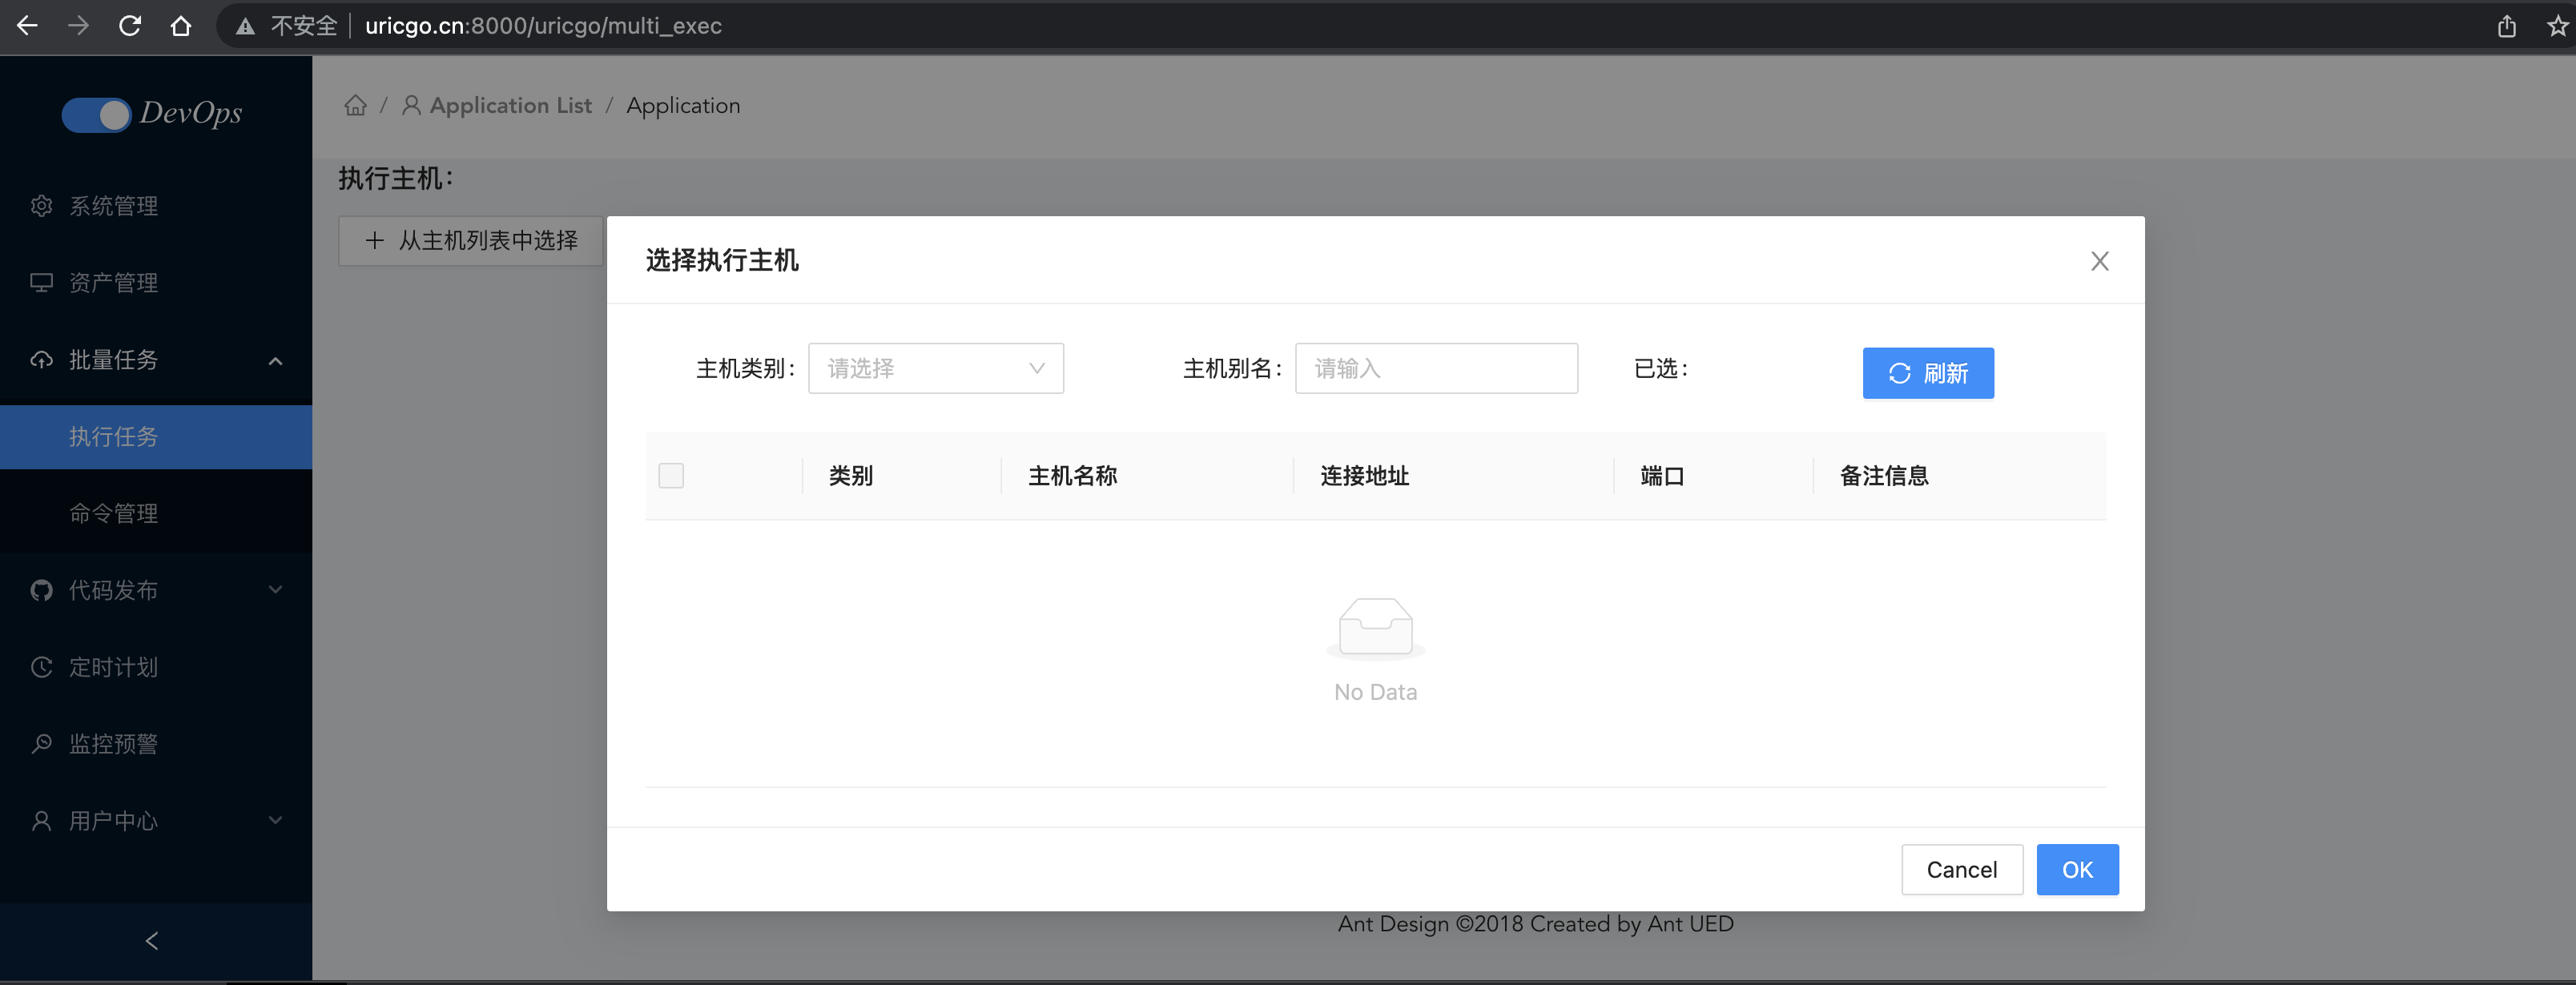 不安全 uricgo.cn:8000/uricgo/multi_exec
DevOps
/ Application List / Application
系统管理
资产管理
批量任务
执行任务
命令管理
代码发布
定时计划
监控预警
用户中心
执行主机:
+ 从主机列表中选择
选择执行主机
主机类别: 请选择 主机别名: 请输入 已选: 刷新
类别 主机名称 连接地址 端口 备注信息
No Data
Cancel OK
Ant Design ©2018 Created by Ant UED